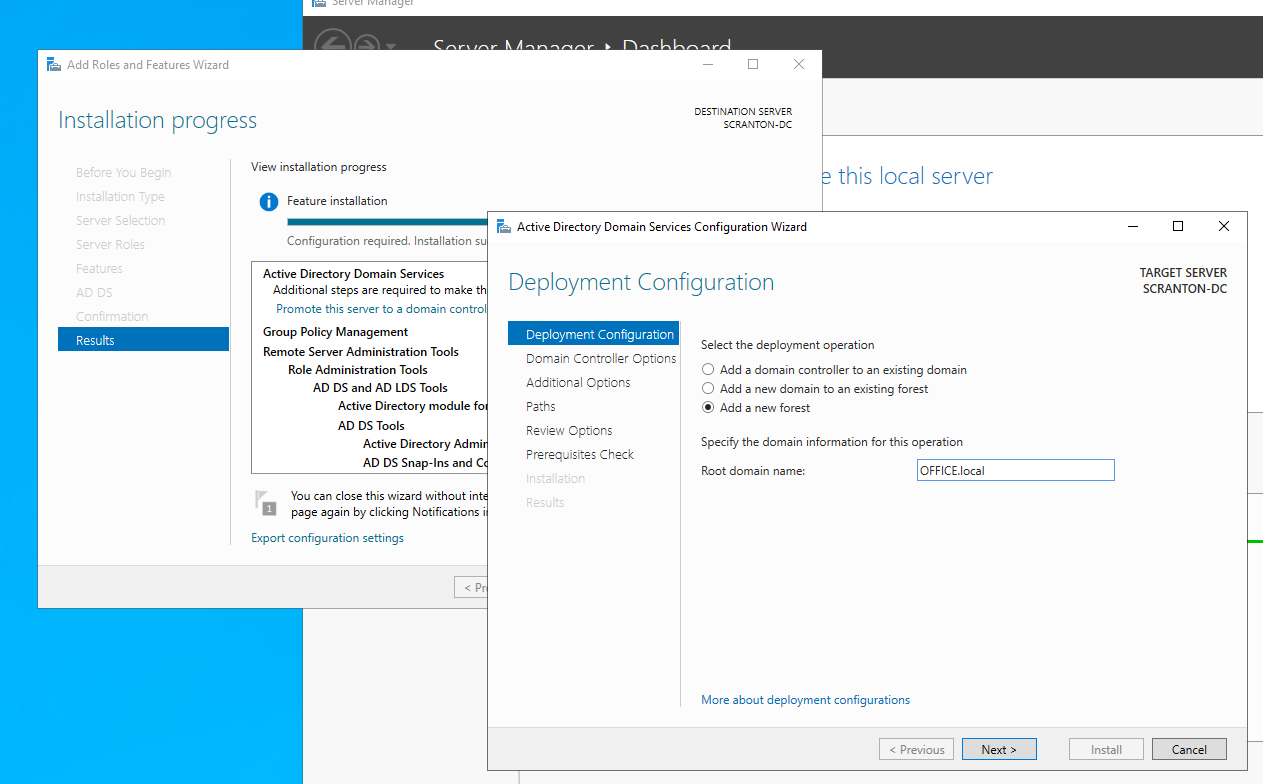 Server Manager
Server Manager • Dashboard
Add Roles and Features Wizard
Installation progress
DESTINATION SERVER
SCRANTON-DC
Before You Begin
Installation Type
Server Selection
Server Roles
Features
AD DS
Confirmation
Results
View installation progress
Feature installation
Configuration required. Installation su
Active Directory Domain Services
Additional steps are required to make th
Promote this server to a domain control
Group Policy Management
Remote Server Administration Tools
Role Administration Tools
AD DS and AD LDS Tools
Active Directory module for
AD DS Tools
Active Directory Admin
AD DS Snap-Ins and Co
1
You can close this wizard without inte
page again by clicking Notifications i
Export configuration settings
< Pre
e this local server
Active Directory Domain Services Configuration Wizard
Deployment Configuration
TARGET SERVER
SCRANTON-DC
Deployment Configuration
Domain Controller Options
Additional Options
Paths
Review Options
Prerequisites Check
Installation
Results
Select the deployment operation
Add a domain controller to an existing domain
Add a new domain to an existing forest
Add a new forest
Specify the domain information for this operation
Root domain name:
OFFICE.local
More about deployment configurations
< Previous
Next >
Install
Cancel